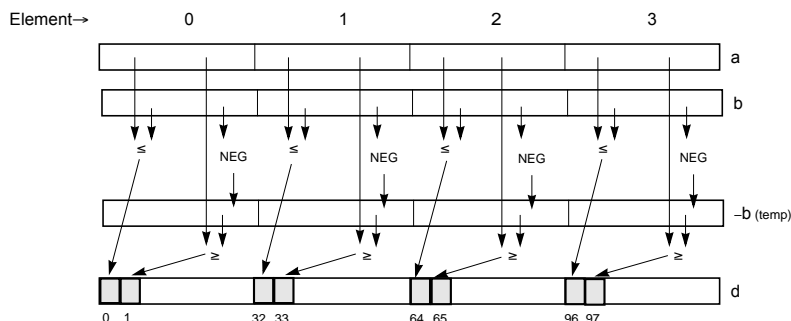 Element→ 0 1 2 3
a
b
≤ ≤ ≤ ≤
NEG NEG NEG NEG
–b (temp)
≥ ≥ ≥ ≥
d
0 1 32 33 64 65 96 97